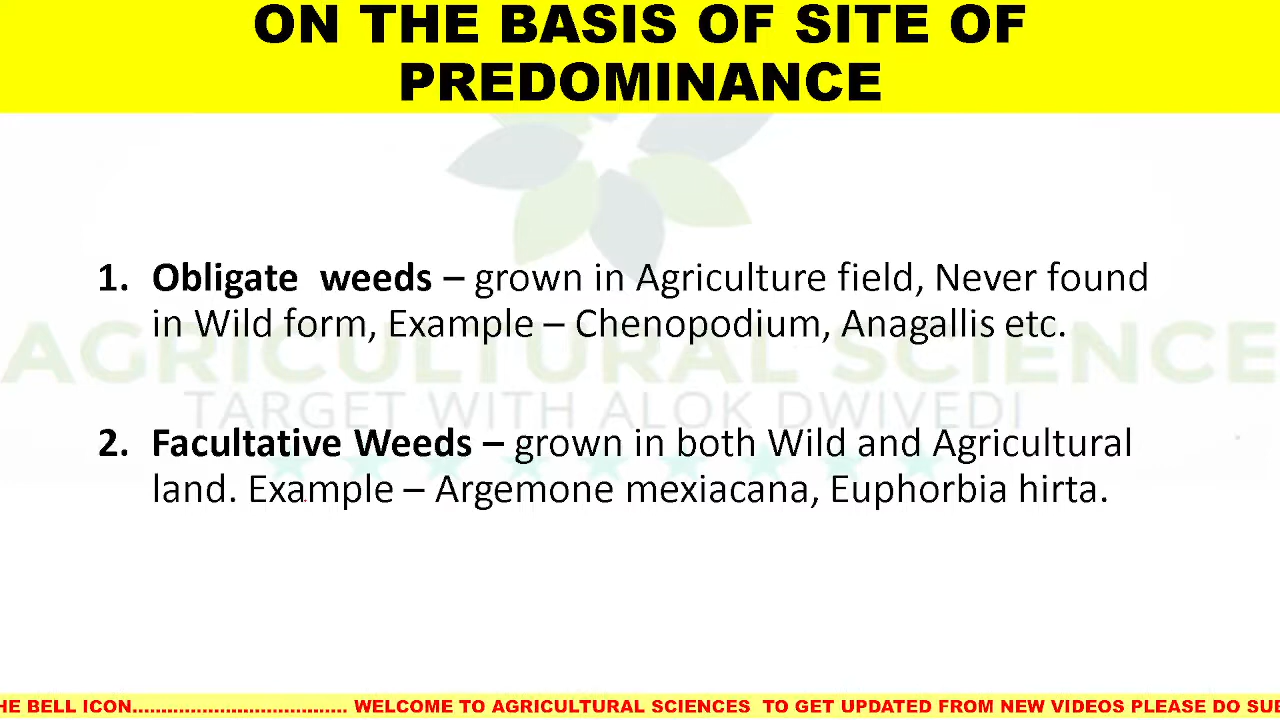 ON THE BASIS OF SITE OF
PREDOMINANCE
1. Obligate weeds – grown in Agriculture field, Never found
in Wild form, Example – Chenopodium, Anagallis etc.
AGRICULTURAL SCIENCE
TARGET WITH ALOK DWIVEDI
2. Facultative Weeds – grown in both Wild and Agricultural
land. Example – Argemone mexiacana, Euphorbia hirta.
HE BELL ICON...................................... WELCOME TO AGRICULTURAL SCIENCES TO GET UPDATED FROM NEW VIDEOS PLEASE DO SUB